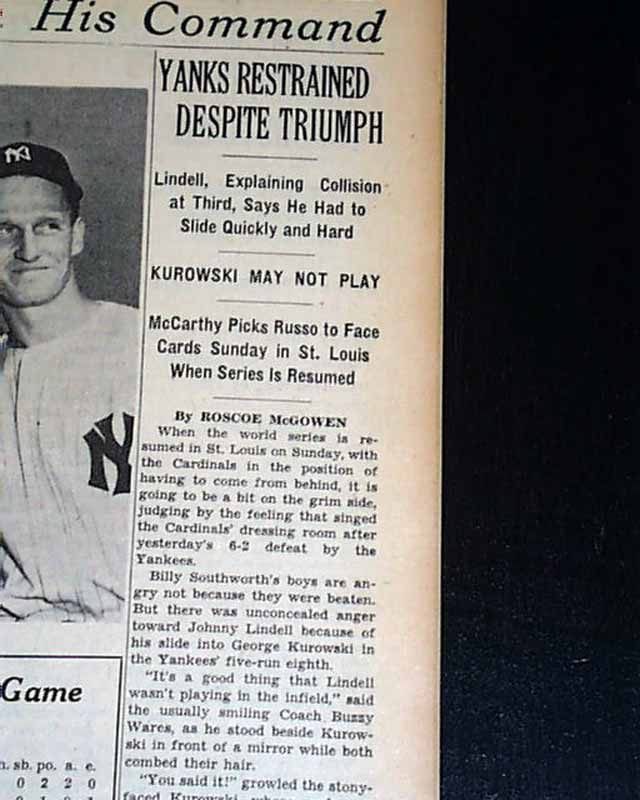 His Command
YANKS RESTRAINED
DESPITE TRIUMPH
Lindell, Explaining Collision
at Third, Says He Had to
Slide Quickly and Hard
KUROWSKI MAY NOT PLAY
McCarthy Picks Russo to Face
Cards Sunday in St. Louis
When Series Is Resumed
By ROSCOE McGOWEN
When the world series is re-
sumed in St. Louis on Sunday, with
the Cardinals in the position of
having to come from behind, it is
going to be a bit on the grim side,
judging by the feeling that singed
the Cardinals' dressing room after
yesterday's 6-2 defeat by the
Yankees.
Billy Southworth's boys are an-
gry not because they were beaten.
But there was unconcealed anger
toward Johnny Lindell because of
his slide into George Kurowski in
the Yankees' five-run eighth.
"It's a good thing that Lindell
wasn't playing in the infield," said
the usually smiling Coach Buzzy
Wares, as he stood beside Kurow-
ski in front of a mirror while both
combed their hair.
"You said it!" growled the stony-
faced Kurowski,
NY
NY
Game
h. sb. po. a. e.
0 2 2 0